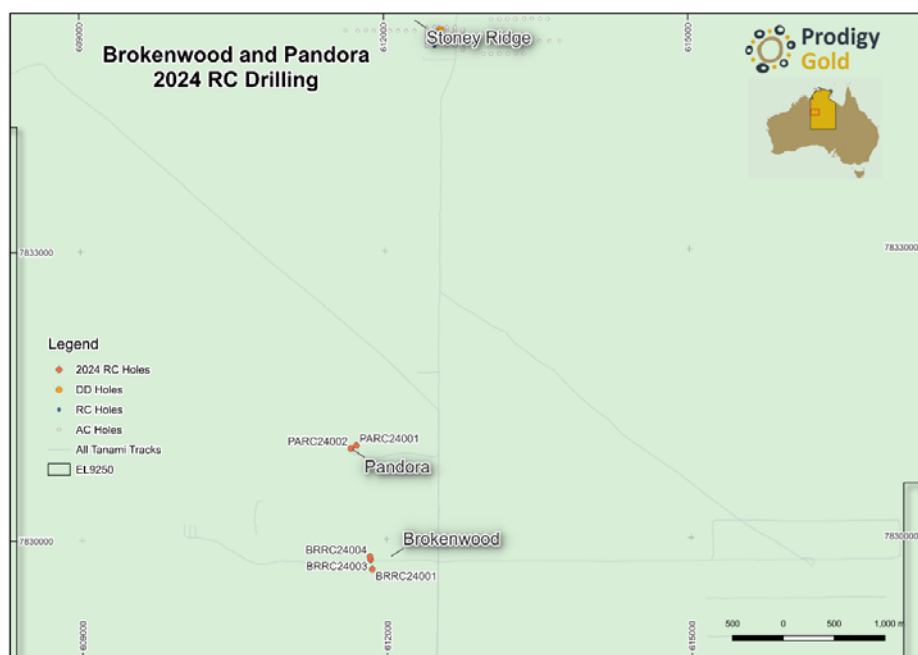 609000
612000
615000
Stoney Ridge
Brokenwood and Pandora
2024 RC Drilling
Prodigy
Gold
7833000
7833000
Legend
2024 RC Holes
DD Holes
RC Holes
AC Holes
All Tanami Tracks
EL9250
PARC24002
PARC24001
Pandora
7830000
7830000
Brokenwood
BRRC24004
BRRC24003
BRRC24001
500
0
500
1,000 m
609000
612000
615000